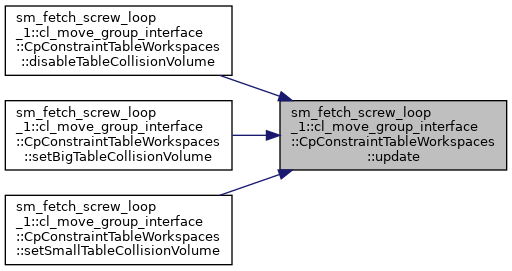 sm_fetch_screw_loop
_1::cl_move_group_interface
::CpConstraintTableWorkspaces
::disableTableCollisionVolume
sm_fetch_screw_loop
_1::cl_move_group_interface
::CpConstraintTableWorkspaces
::setBigTableCollisionVolume
sm_fetch_screw_loop
_1::cl_move_group_interface
::CpConstraintTableWorkspaces
::setSmallTableCollisionVolume
sm_fetch_screw_loop
_1::cl_move_group_interface
::CpConstraintTableWorkspaces
::update